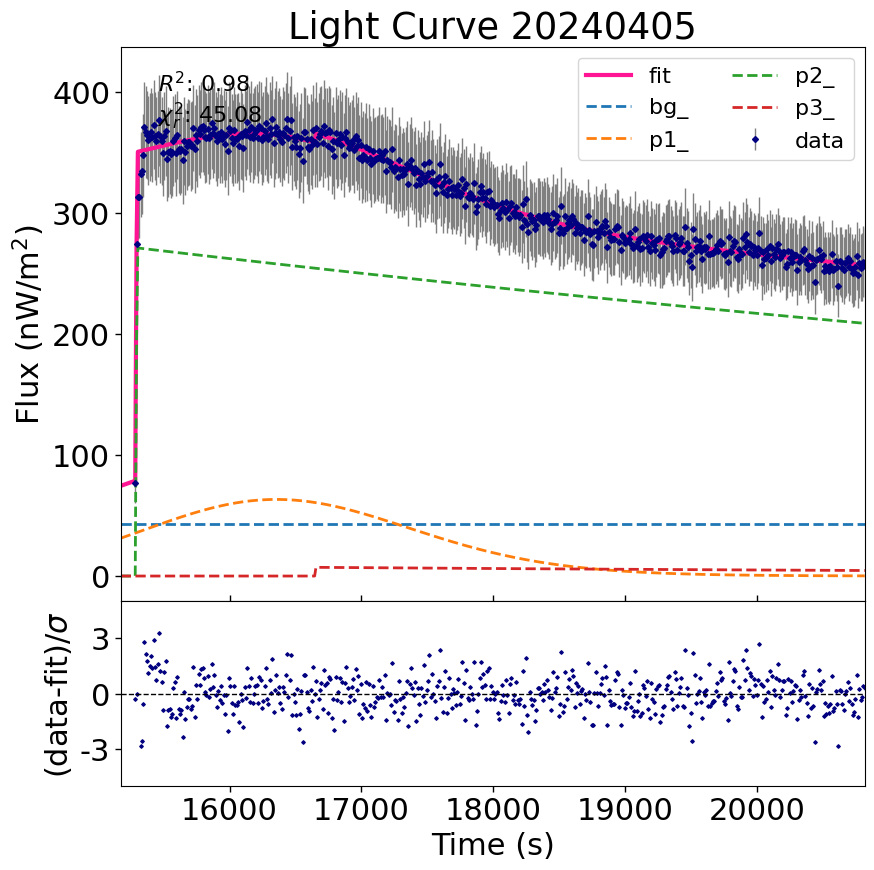 Light Curve 20240405
R²: 0.98
χ²ᵣ: 45.08
fit
bg_
p1_
p2_
p3_
data
Flux (nW/m²)
400
300
200
100
0
(data-fit)/σ
3
0
-3
16000 17000 18000 19000 20000
Time (s)